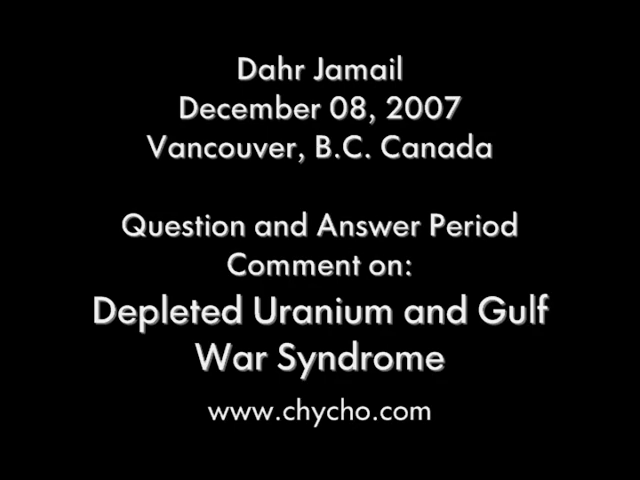 Dahr Jamail
December 08, 2007
Vancouver, B.C. Canada
Question and Answer Period
Comment on:
Depleted Uranium and Gulf
War Syndrome
www.chycho.com